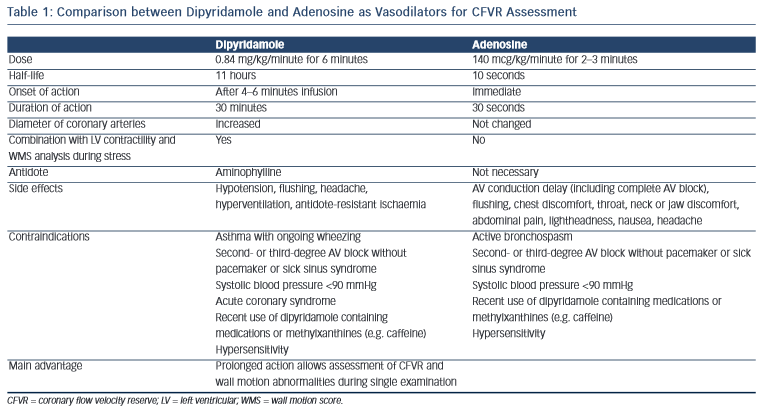 Table 1: Comparison between Dipyridamole and Adenosine as Vasodilators for CFVR Assessment
Dipyridamole Adenosine
Dose 0.84 mg/kg/minute for 6 minutes 140 mcg/kg/minute for 2–3 minutes
Half-life 11 hours 10 seconds
Onset of action After 4–6 minutes infusion Immediate
Duration of action 30 minutes 30 seconds
Diameter of coronary arteries Increased Not changed
Combination with LV contractility and Yes No
WMS analysis during stress
Antidote Aminophylline Not necessary
Side effects Hypotension, flushing, headache, AV conduction delay (including complete AV block),
hyperventilation, antidote-resistant ischaemia flushing, chest discomfort, throat, neck or jaw discomfort,
abdominal pain, lightheadness, nausea, headache
Contraindications Asthma with ongoing wheezing Active bronchospasm
Second- or third-degree AV block without Second- or third-degree AV block without pacemaker or sick
pacemaker or sick sinus syndrome sinus syndrome
Systolic blood pressure <90 mmHg Systolic blood pressure <90 mmHg
Acute coronary syndrome Recent use of dipyridamole containing medications or
Recent use of dipyridamole containing methylxanthines (e.g. caffeine)
medications or methylxanthines (e.g. caffeine) Hypersensitivity
Hypersensitivity
Main advantage Prolonged action allows assessment of CFVR and
wall motion abnormalities during single examination
CFVR = coronary flow velocity reserve; LV = left ventricular; WMS = wall motion score.